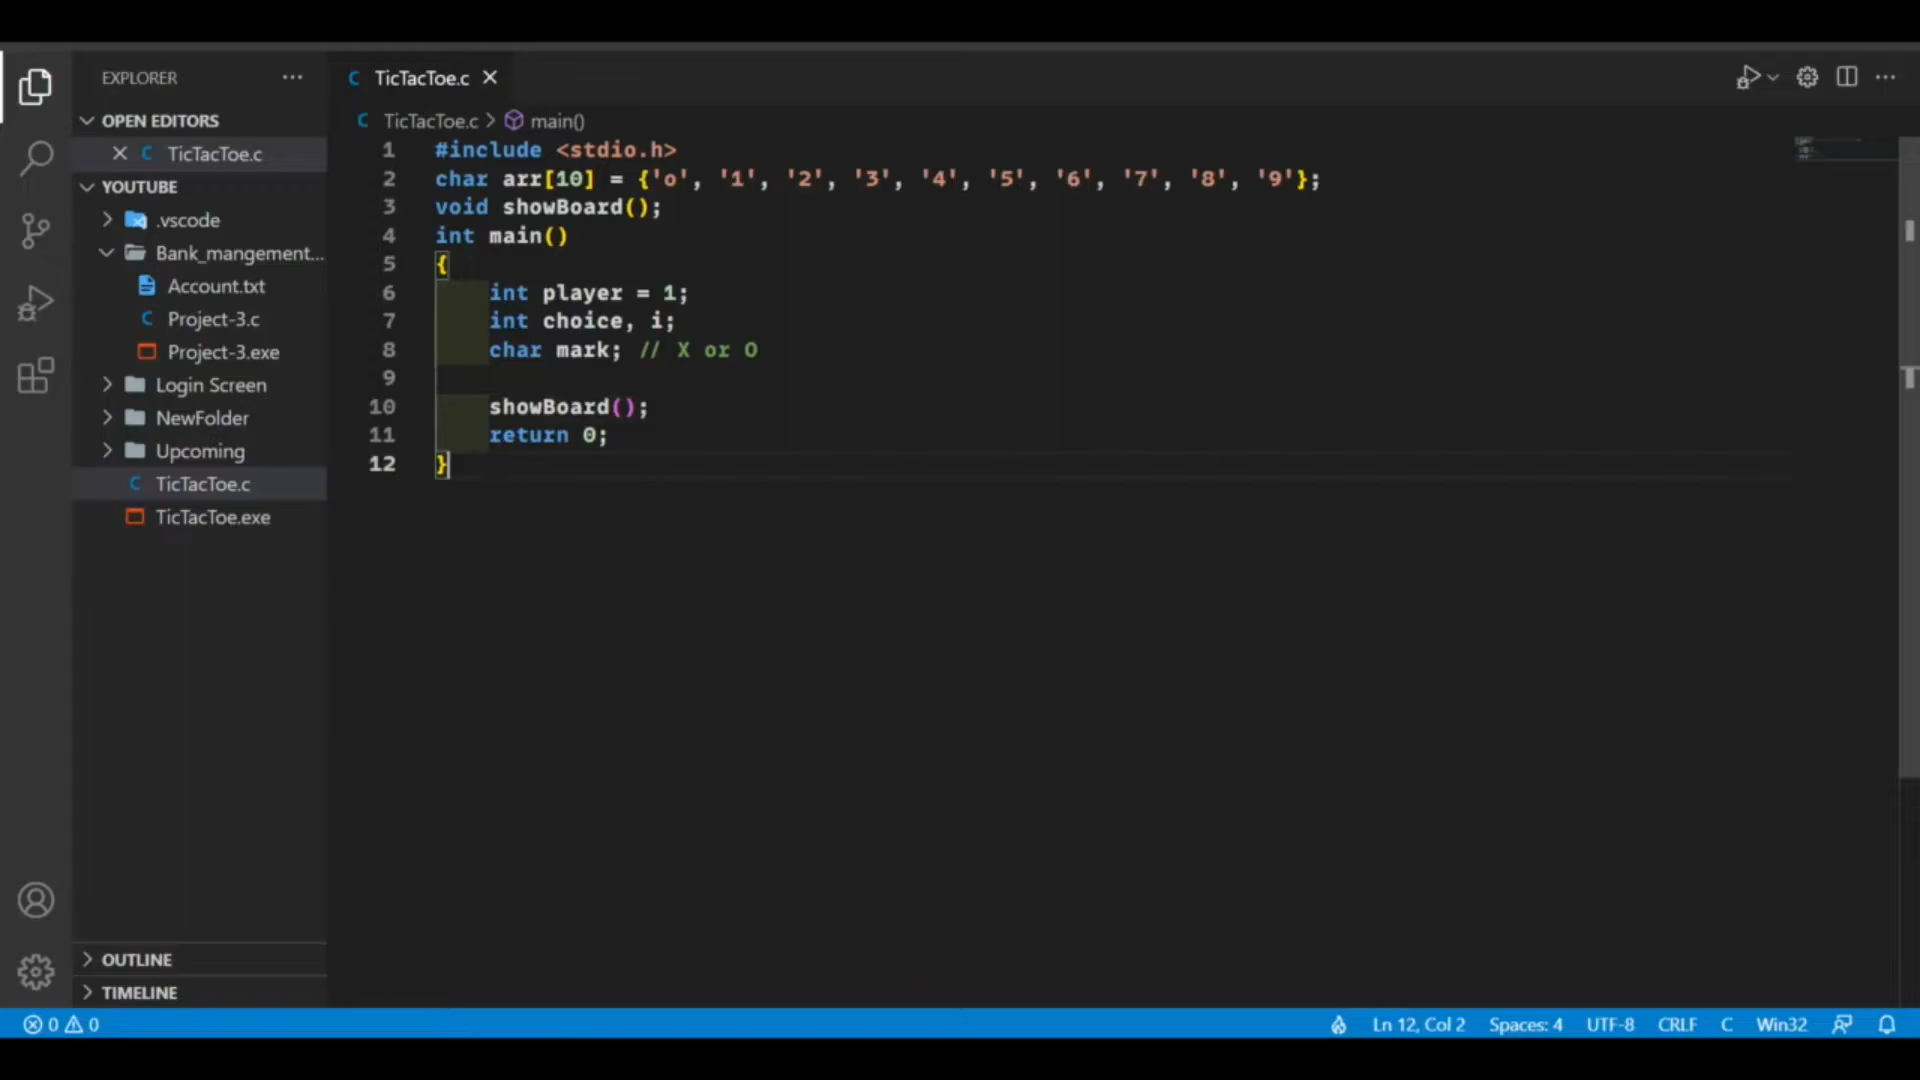 EXPLORER
OPEN EDITORS
TicTacToe.c
YOUTUBE
.vscode
Bank_mangement...
Account.txt
Project-3.c
Project-3.exe
Login Screen
NewFolder
Upcoming
TicTacToe.c
TicTacToe.exe
OUTLINE
TIMELINE
TicTacToe.c
TicTacToe.c > main()
1 #include <stdio.h>
2 char arr[10] = {'o', '1', '2', '3', '4', '5', '6', '7', '8', '9'};
3 void showBoard();
4 int main()
5 {
6 int player = 1;
7 int choice, i;
8 char mark; // X or O
9
10 showBoard();
11 return 0;
12 }
0 0 Ln 12, Col 2 Spaces: 4 UTF-8 CRLF C Win32